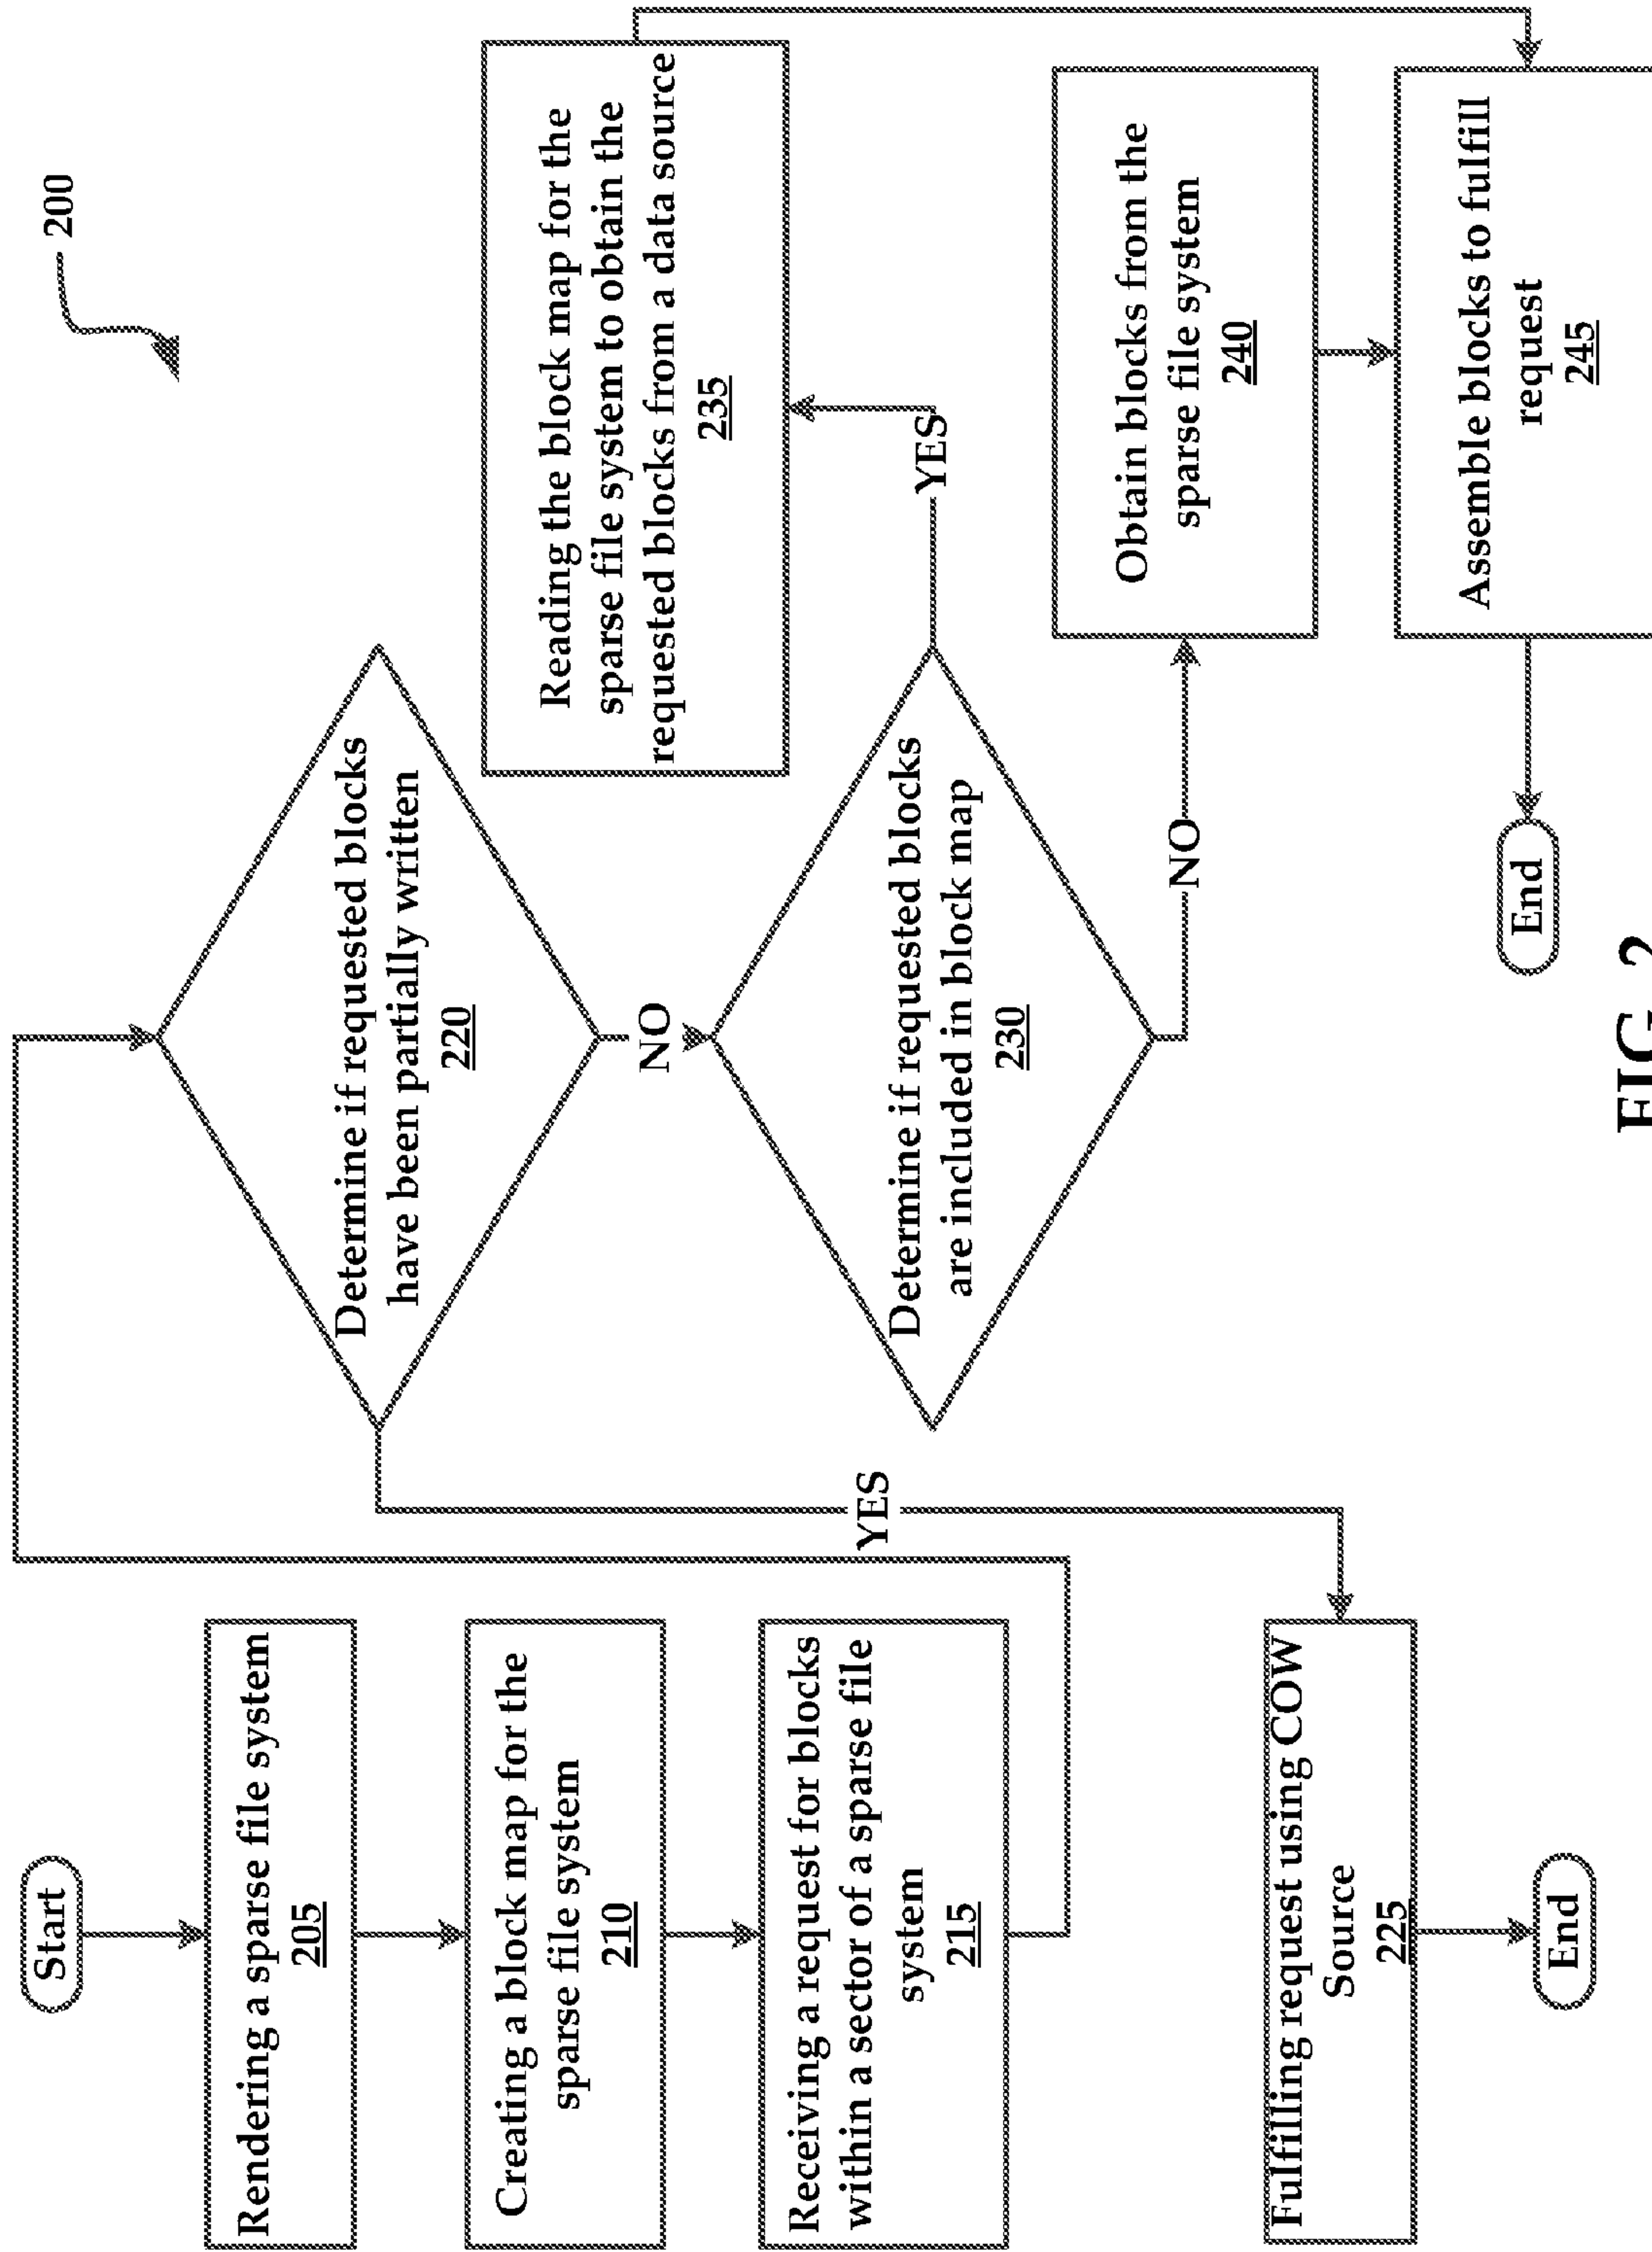 200
Start
Rendering a sparse file system
205
Creating a block map for the
sparse file system
210
Receiving a request for blocks
within a sector of a sparse file
system
215
Determine if requested blocks
have been partially written
220
YES
Fulfilling request using COW
Source
225
End
NO
Determine if requested blocks
are included in block map
230
YES
Reading the block map for the
sparse file system to obtain the
requested blocks from a data source
235
NO
Obtain blocks from the
sparse file system
240
Assemble blocks to fulfill
request
245
End
FIG. 2